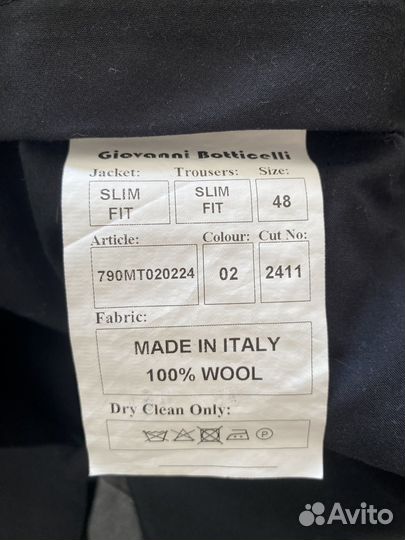 Giovanni Botticelli
Jacket: Trousers: Size:
SLIM FIT SLIM FIT 48
Article: Colour: Cut No:
790MT020224 02 2411
Fabric:
MADE IN ITALY
100% WOOL
Dry Clean Only:
P
Avito